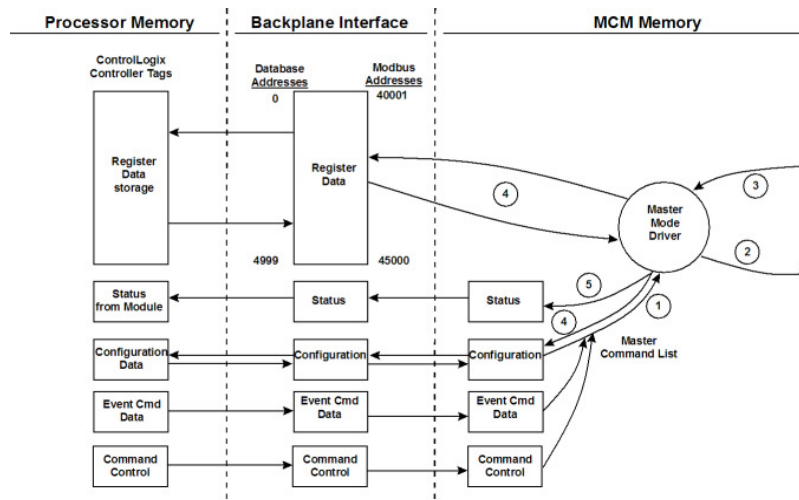 Processor Memory
Backplane Interface
MCM Memory
ControlLogix
Controller Tags
Database
Addresses
Modbus
Addresses
0
40001
Register
Data
storage
Register
Data
4
3
Master
Mode
Driver
2
4999
45000
Status
from Module
Status
Status
5
1
4
Configuration
Data
Configuration
Configuration
Master
Command List
Event Cmd
Data
Event Cmd
Data
Event Cmd
Data
Command
Control
Command
Control
Command
Control